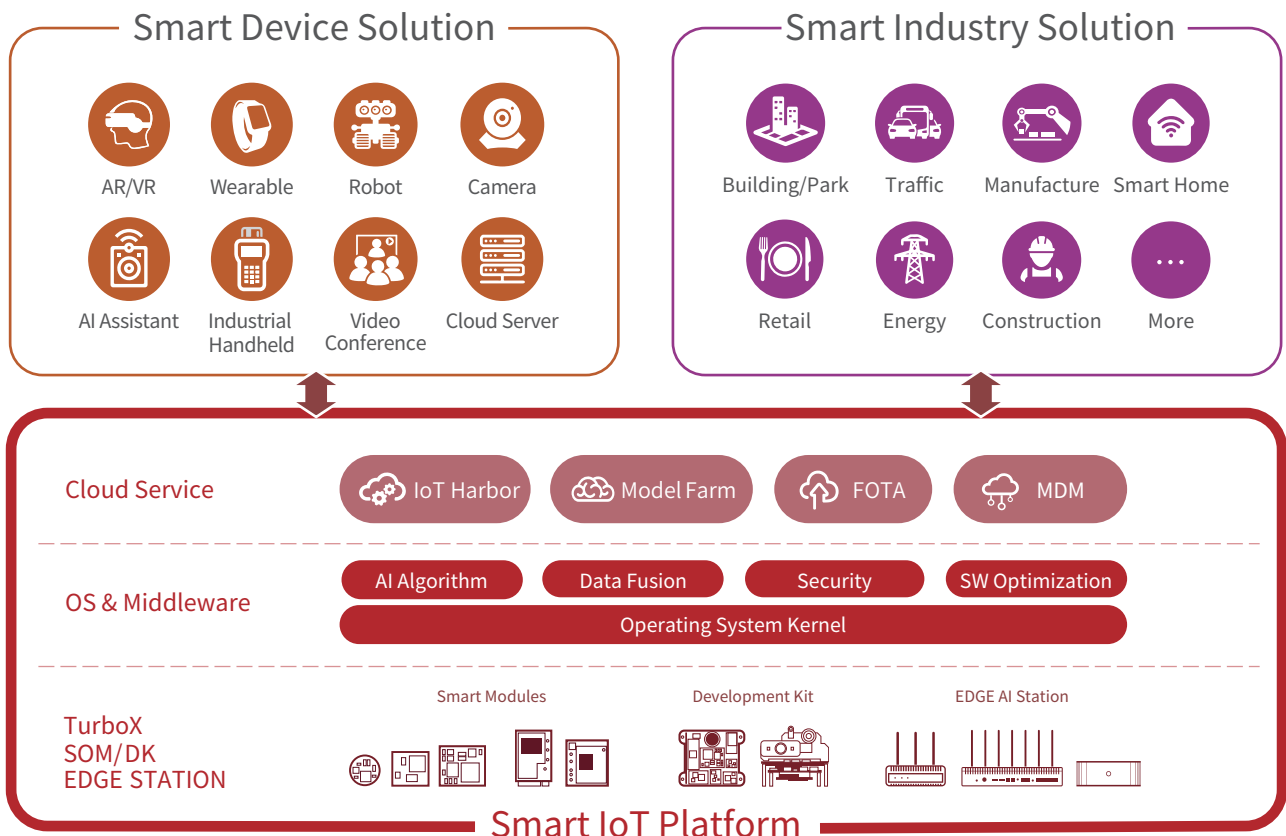 Smart Device Solution
Smart Industry Solution
AR/VR
Wearable
Robot
Camera
AI Assistant
Industrial
Handheld
Video
Conference
Cloud Server
Building/Park
Traffic
Manufacture
Smart Home
Retail
Energy
Construction
More
Cloud Service
IoT Harbor
Model Farm
FOTA
MDM
OS & Middleware
AI Algorithm
Data Fusion
Security
SW Optimization
Operating System Kernel
TurboX
SOM/DK
EDGE STATION
Smart Modules
Development Kit
EDGE AI Station
Smart IoT Platform